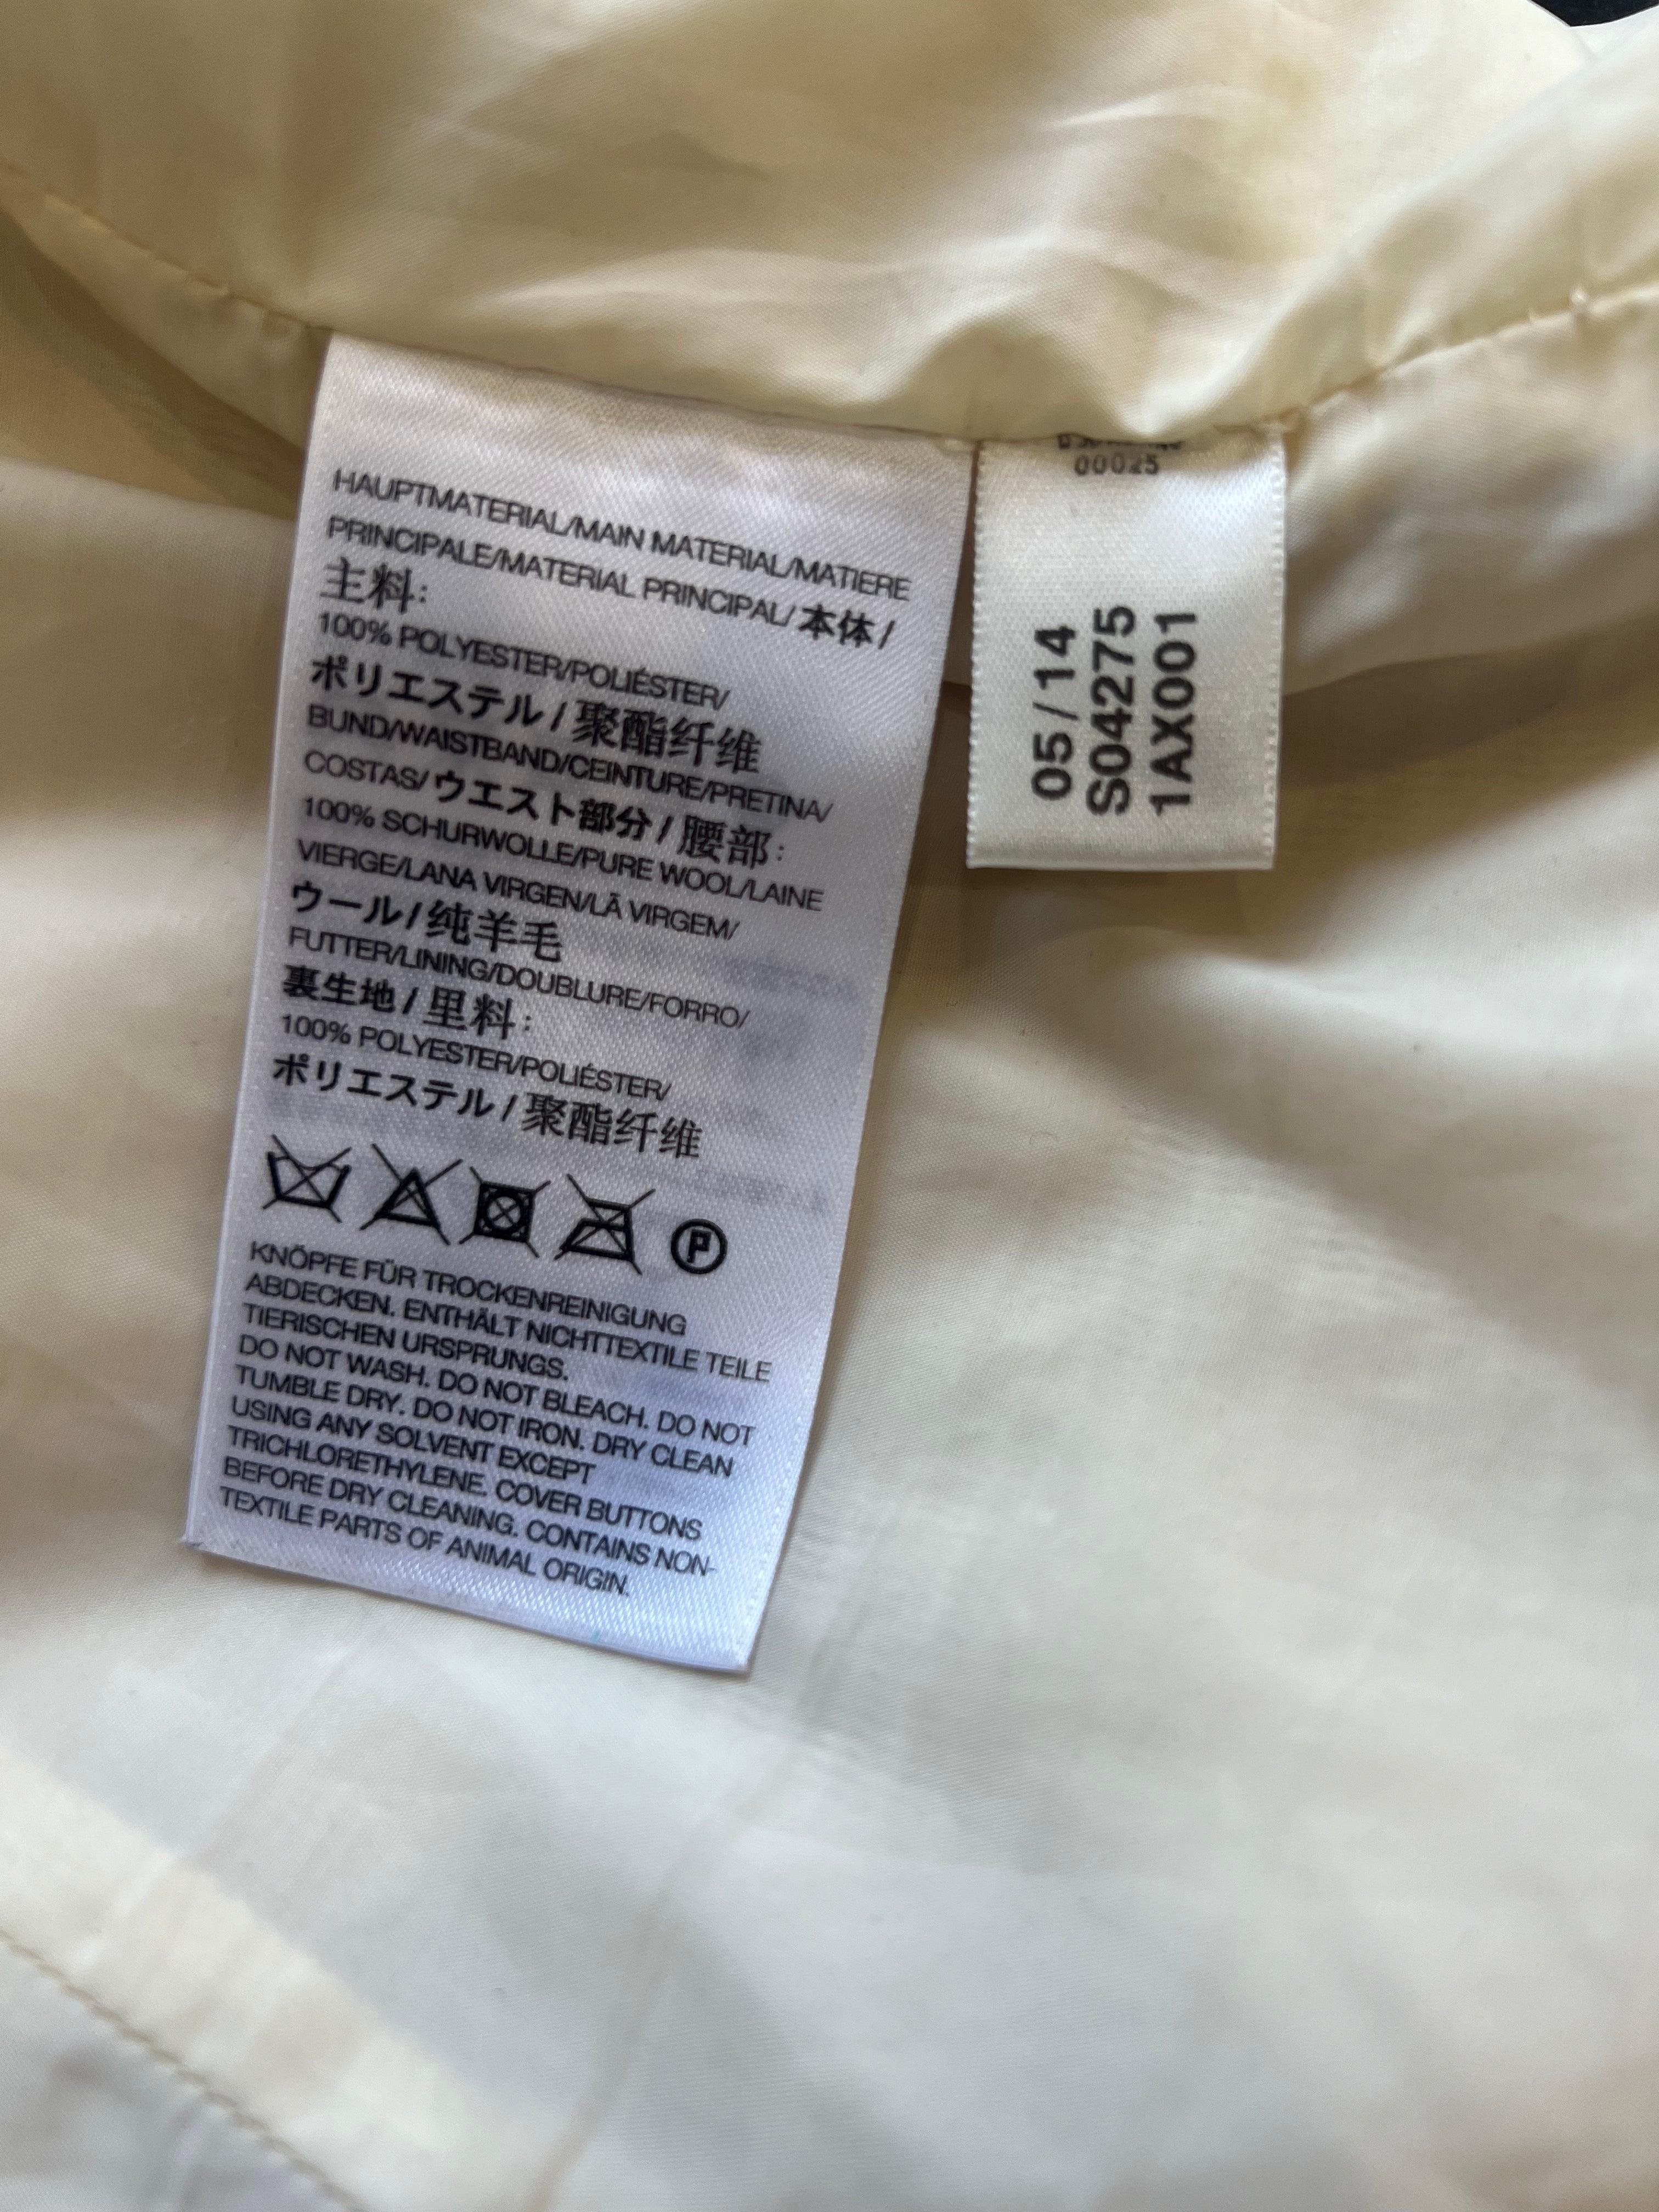 HAUPTMATERIAL/MAIN MATERIAL/MATIERE
PRINCIPALE/MATERIAL PRINCIPAL/本体/
主料:
100% POLYESTER/POLIÉSTER/
ポリエステル/聚酯纤维
BUND/WAISTBAND/CEINTURE/PRETINA/
COSTAS/ウエスト部分/腰部:
100% SCHURWOLLE/PURE WOOL/LAINE
VIERGE/LANA VIRGEN/LÃ VIRGEM/
ウール/纯羊毛
FUTTER/LINING/DOUBLURE/FORRO/
裏生地/里料:
100% POLYESTER/POLIÉSTER/
ポリエステル/聚酯纤维
P
KNÖPFE FÜR TROCKENREINIGUNG
ABDECKEN. ENTHÄLT NICHTTEXTILE TEILE
TIERISCHEN URSPRUNGS.
DO NOT WASH. DO NOT BLEACH. DO NOT
TUMBLE DRY. DO NOT IRON. DRY CLEAN
USING ANY SOLVENT EXCEPT
TRICHLORETHYLENE. COVER BUTTONS
BEFORE DRY CLEANING. CONTAINS NON-
TEXTILE PARTS OF ANIMAL ORIGIN.
00025
05/14
S04275
1AX001